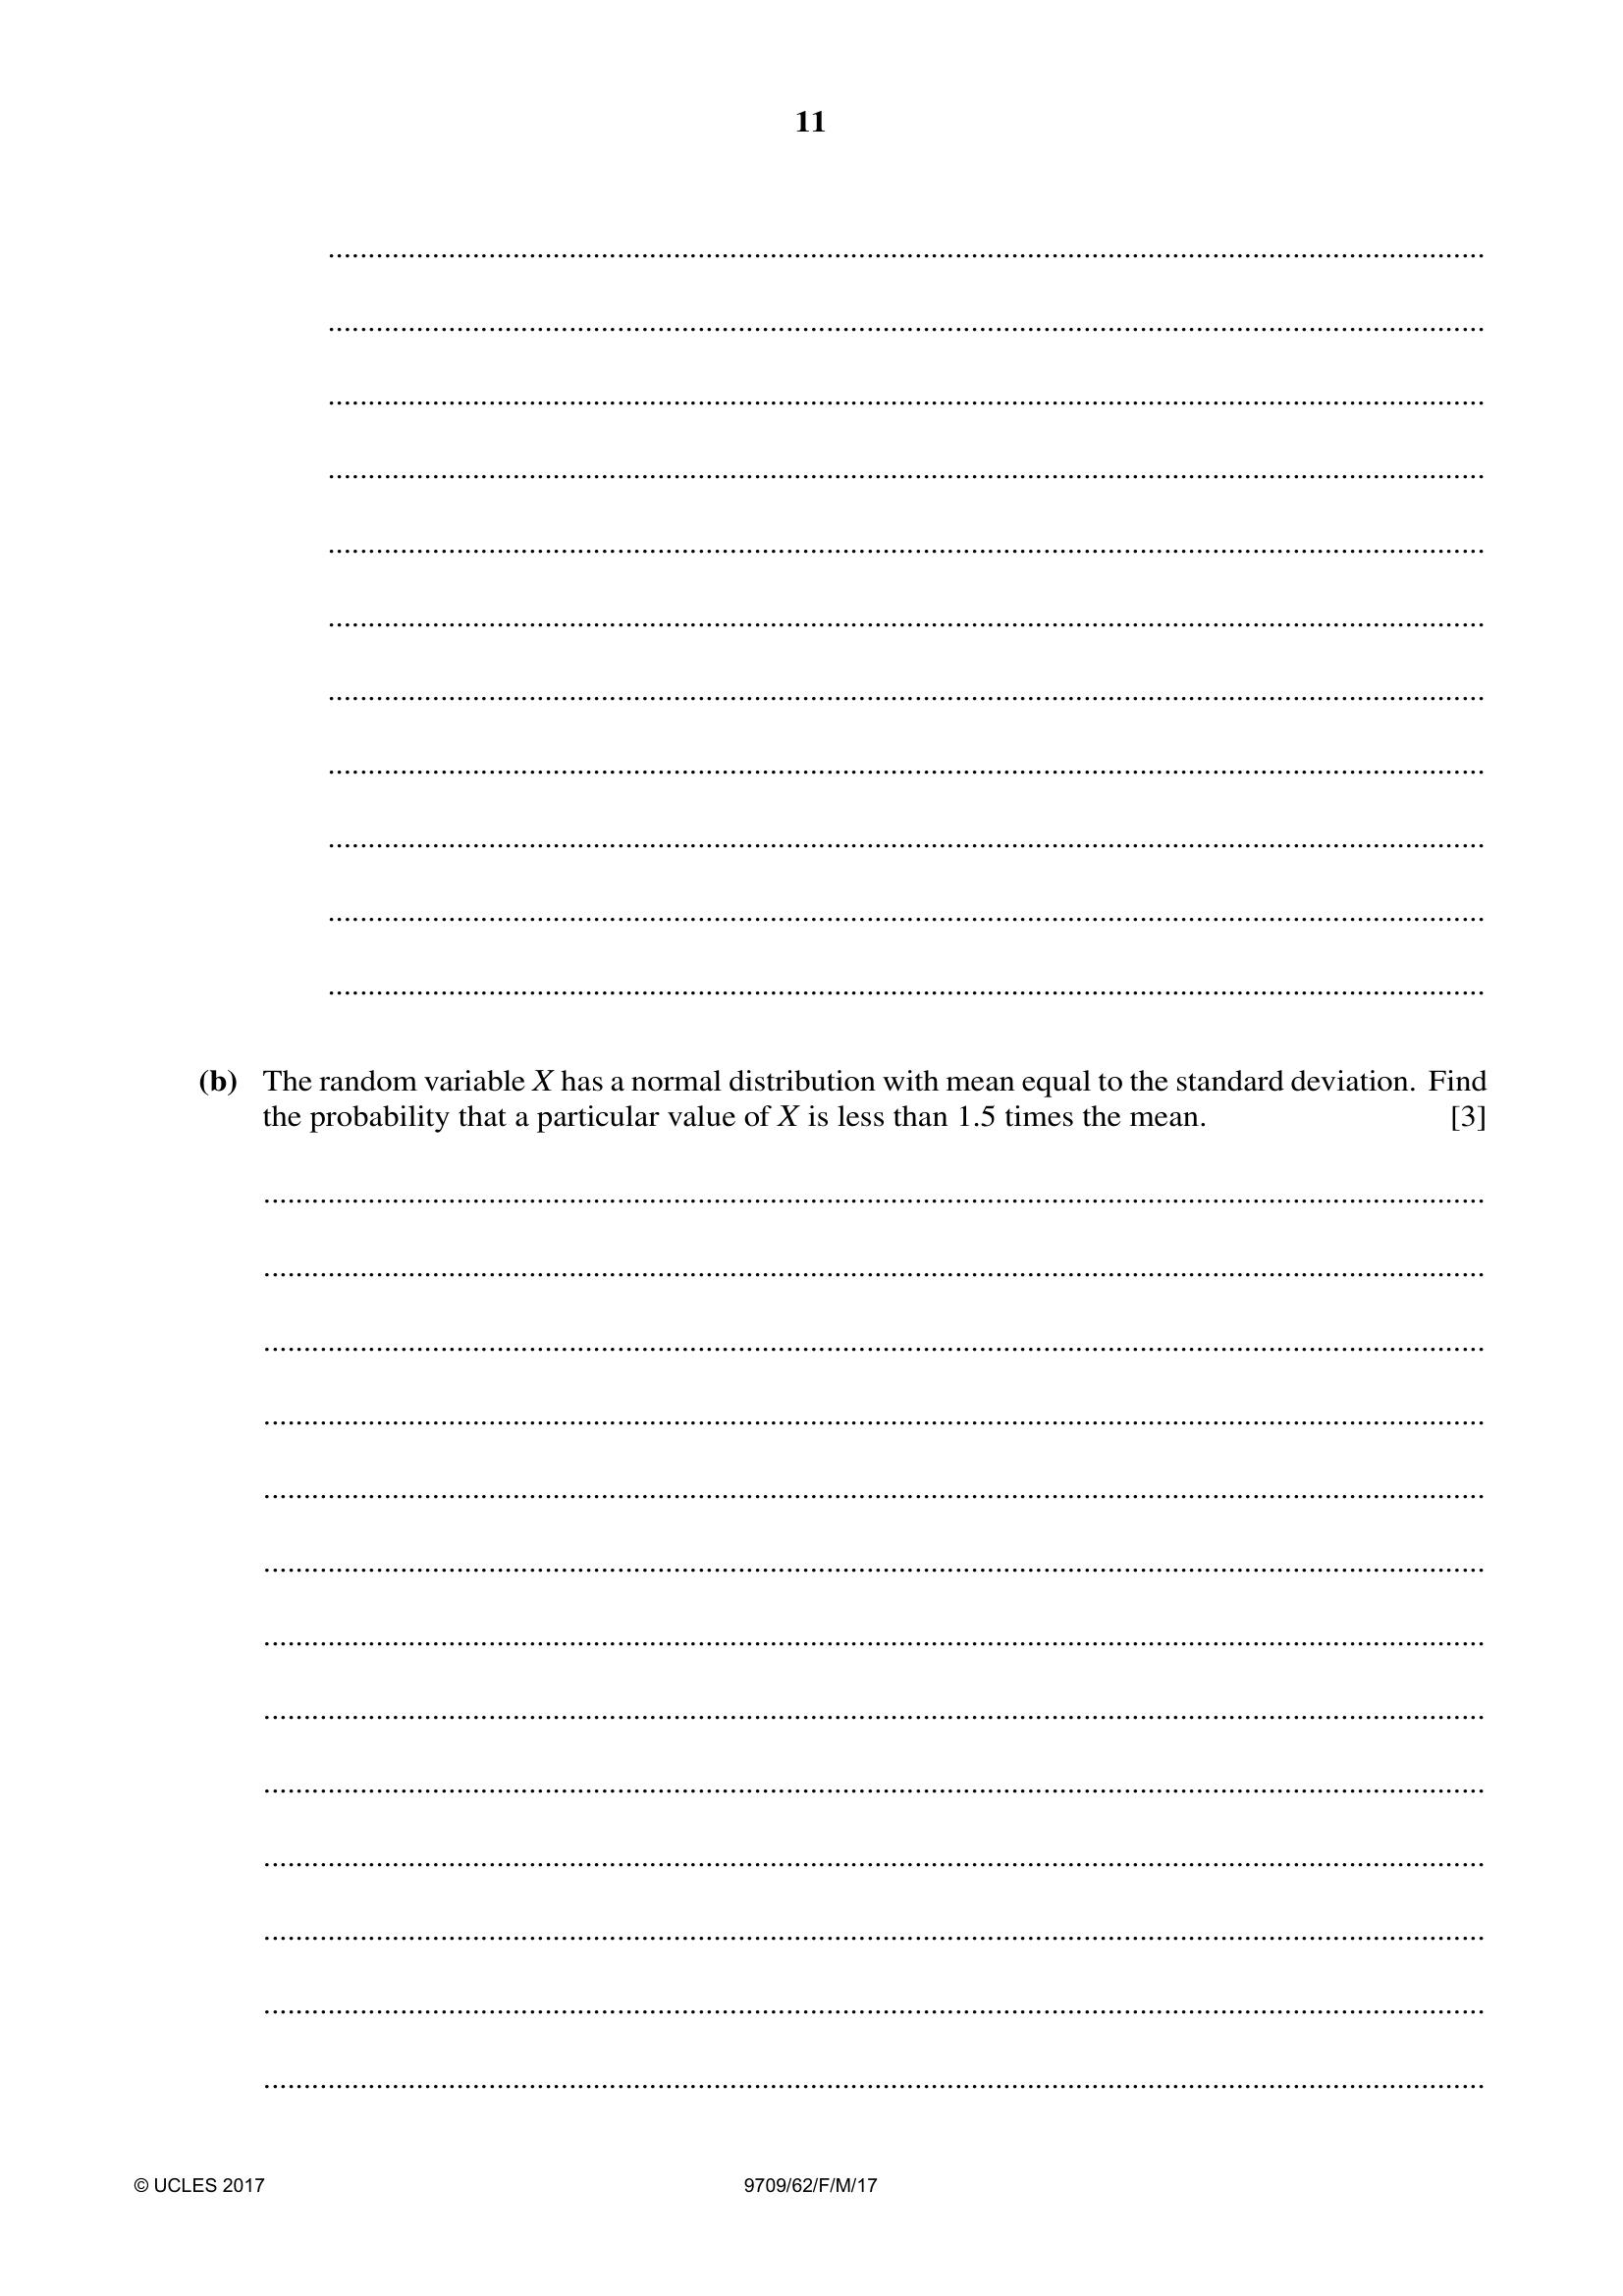 11
(b) The random variable X has a normal distribution with mean equal to the standard deviation. Find
the probability that a particular value of X is less than 1.5 times the mean. [3]
© UCLES 2017 9709/62/F/M/17